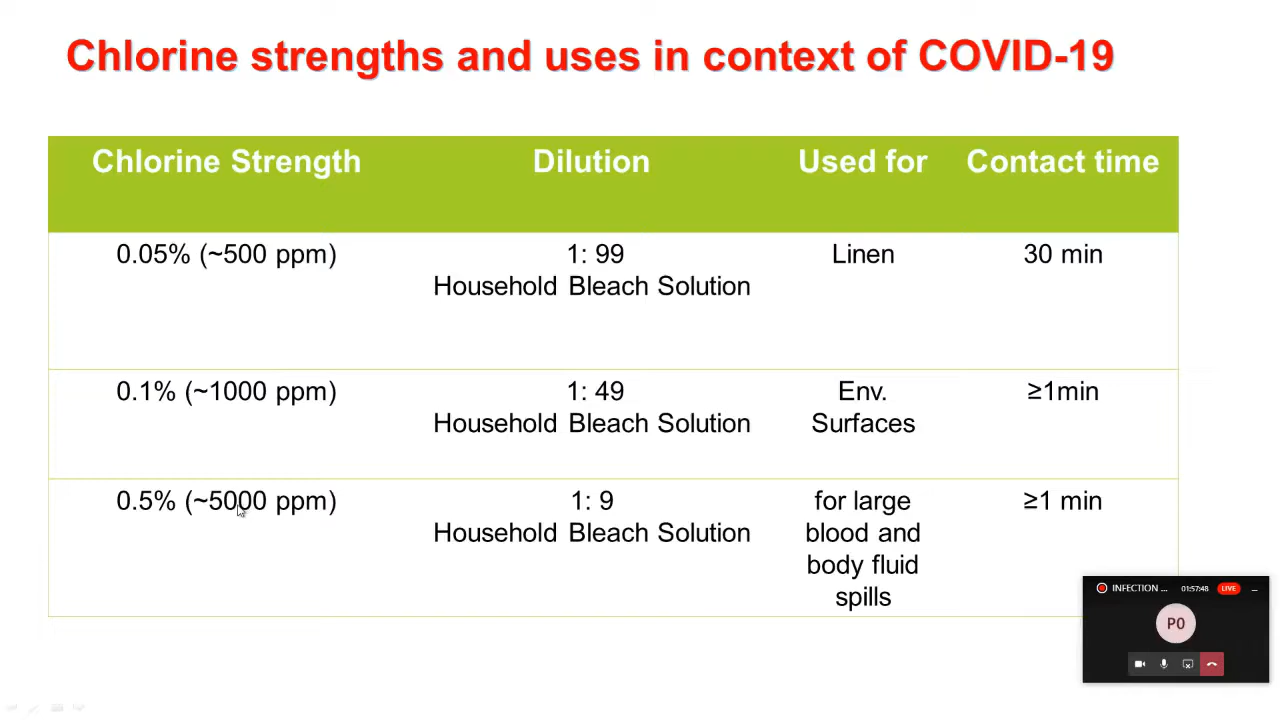 Chlorine strengths and uses in context of COVID-19
Chlorine Strength Dilution Used for Contact time
0.05% (~500 ppm) 1: 99 Linen 30 min
Household Bleach Solution
0.1% (~1000 ppm) 1: 49 Env. ≥1min
Household Bleach Solution Surfaces
0.5% (~5000 ppm) 1: 9 for large ≥1 min
Household Bleach Solution blood and
body fluid
spills
INFECTION ... 01:57:48 LIVE
PO